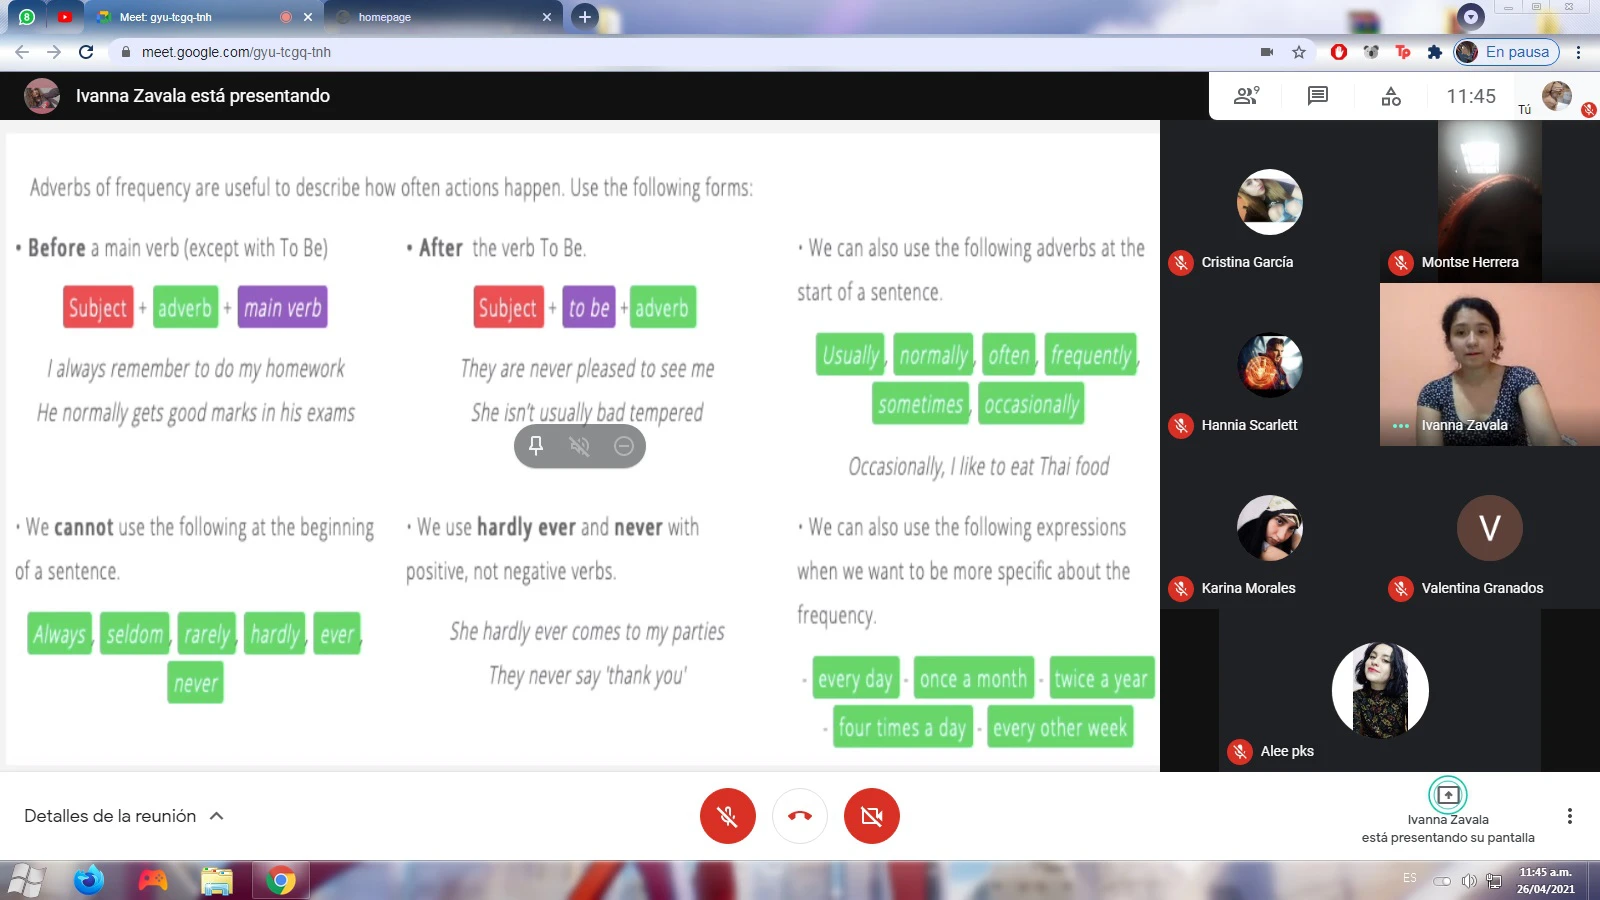 8
Meet: gyu-tcgq-tnh
homepage
meet.google.com/gyu-tcgq-tnh
Tp
En pausa
Ivanna Zavala está presentando
9
11:45
Tú
Adverbs of frequency are useful to describe how often actions happen. Use the following forms:
• Before a main verb (except with To Be)
Subject + adverb + main verb
I always remember to do my homework
He normally gets good marks in his exams
• After the verb To Be.
Subject + to be + adverb
They are never pleased to see me
She isn't usually bad tempered
• We can also use the following adverbs at the
start of a sentence.
Usually, normally, often, frequently,
sometimes, occasionally
Occasionally, I like to eat Thai food
• We cannot use the following at the beginning
of a sentence.
Always, seldom, rarely, hardly, ever,
never
• We use hardly ever and never with
positive, not negative verbs.
She hardly ever comes to my parties
They never say 'thank you'
• We can also use the following expressions
when we want to be more specific about the
frequency.
- every day - once a month - twice a year
- four times a day - every other week
Cristina García
Montse Herrera
Hannia Scarlett
Ivanna Zavala
Karina Morales
V
Valentina Granados
Alee pks
Detalles de la reunión
Ivanna Zavala
está presentando su pantalla
ES
11:45 a.m.
26/04/2021